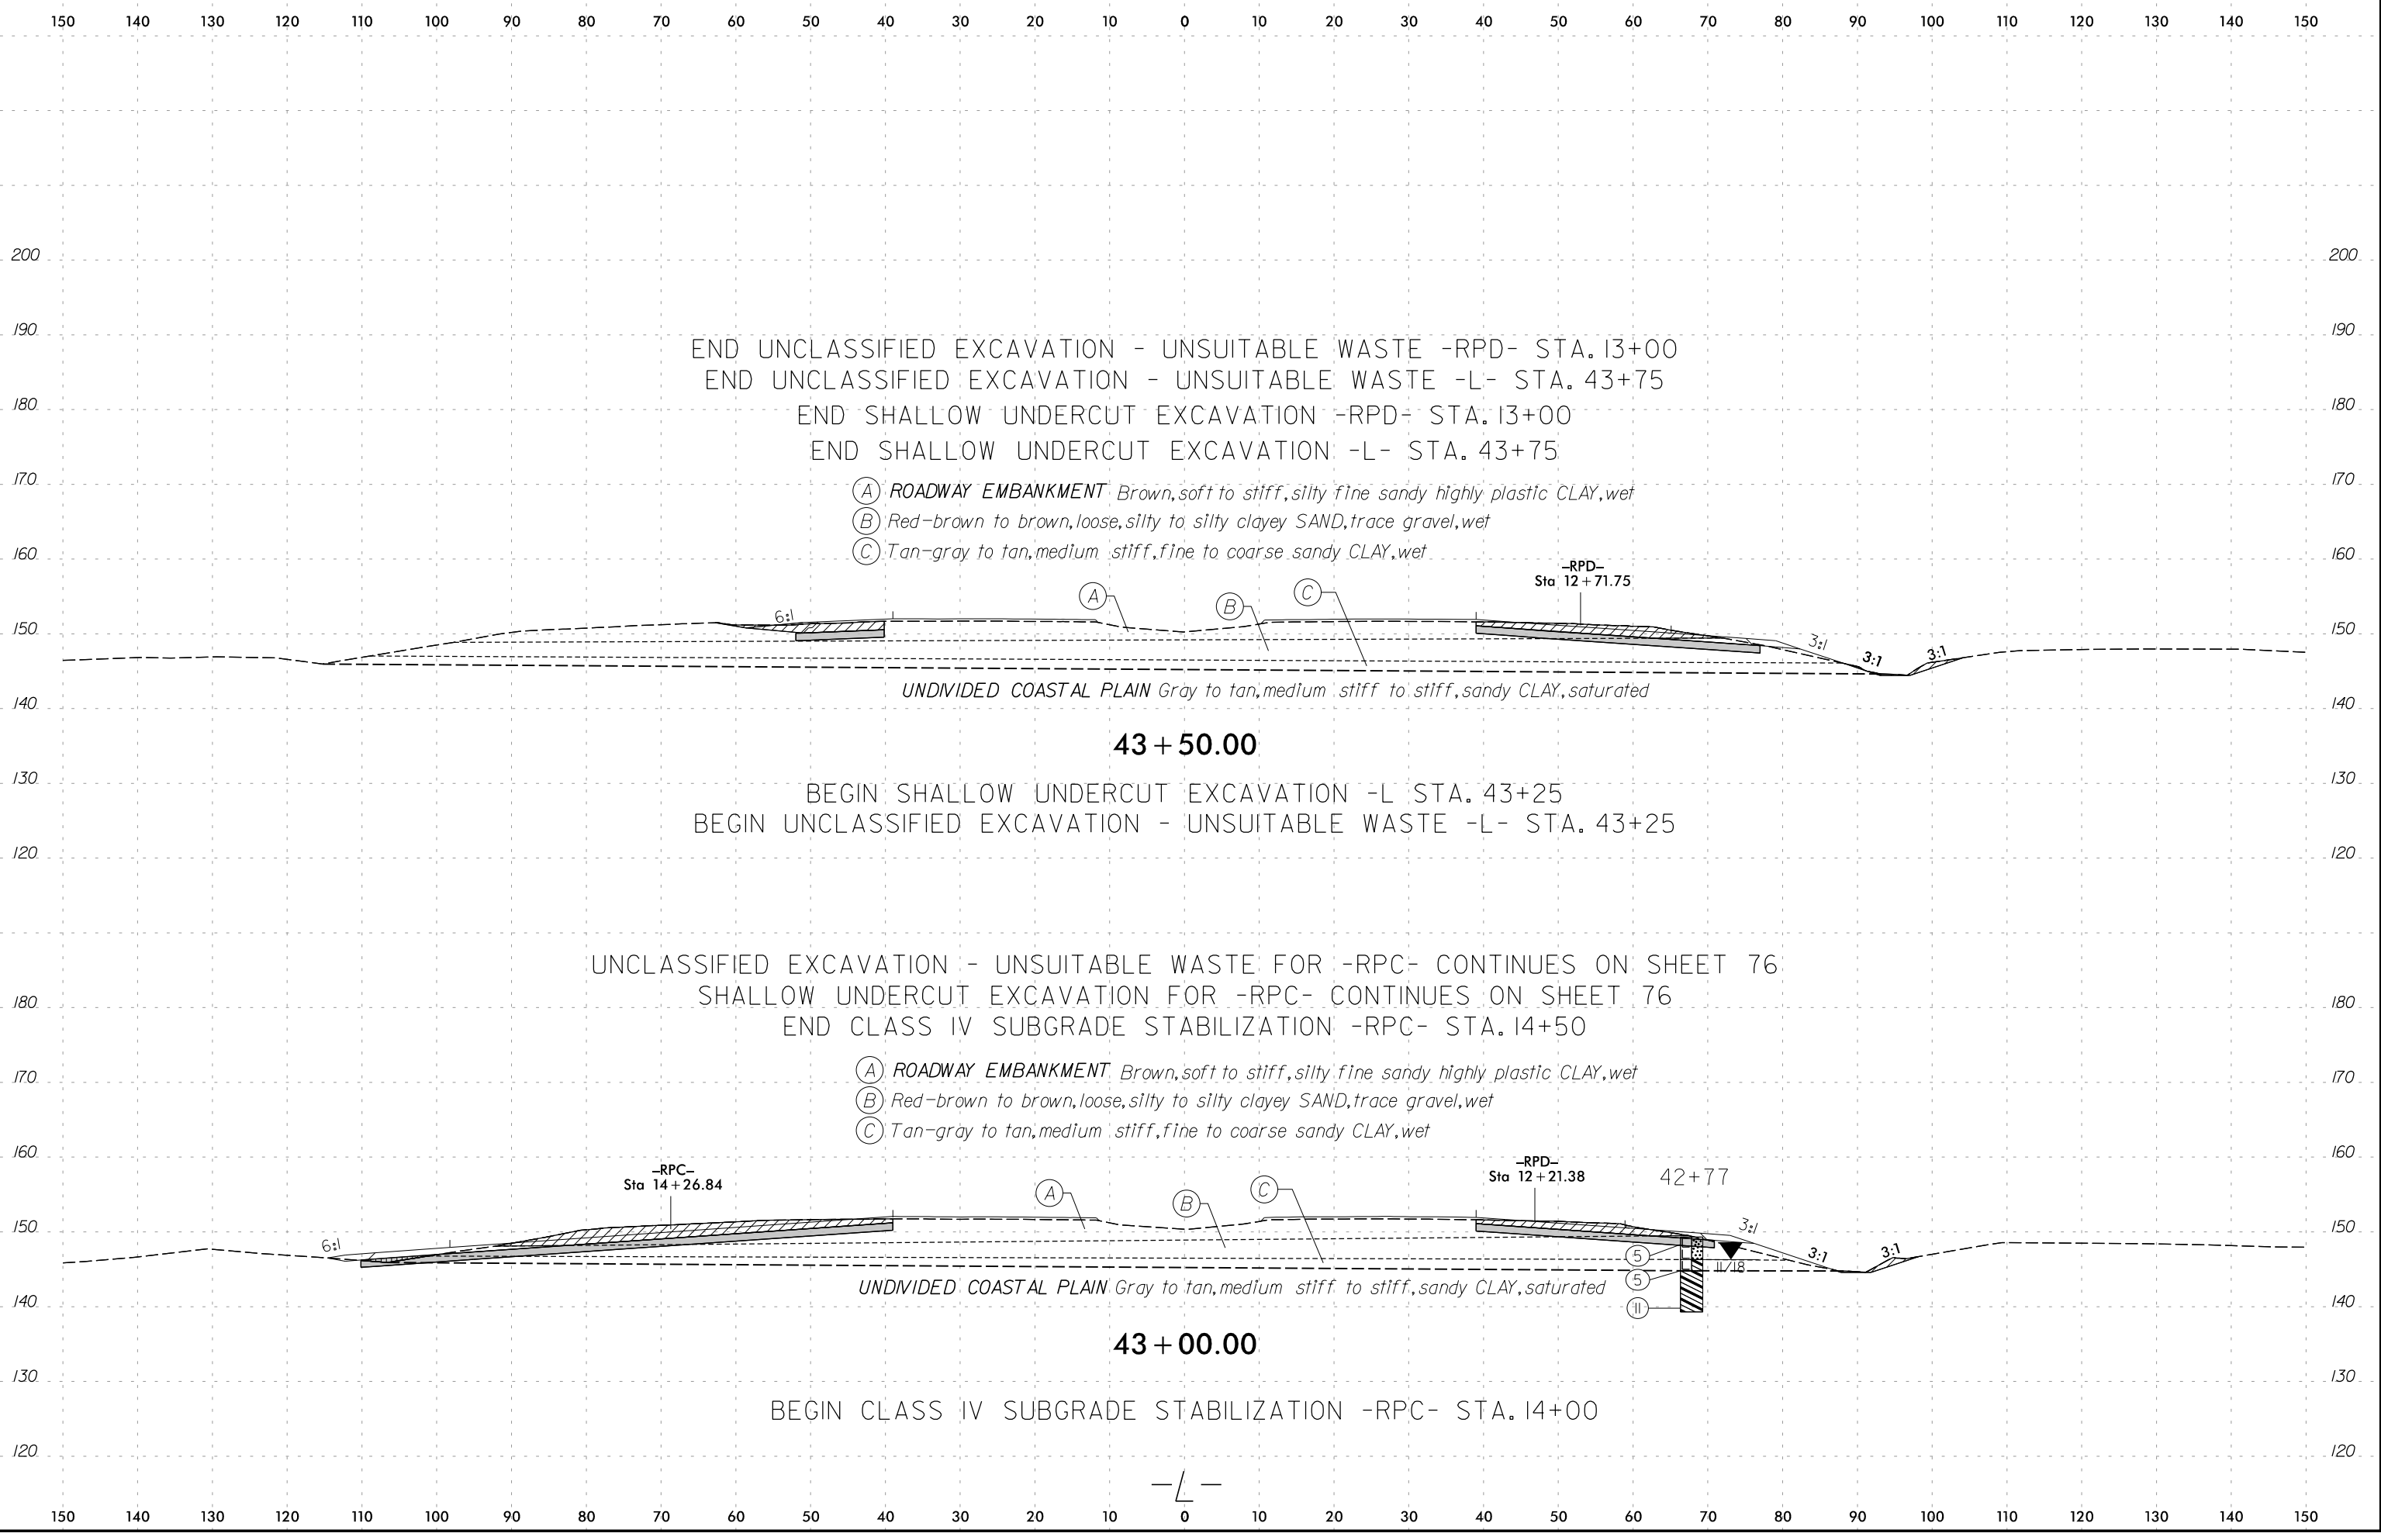 150 140 130 120 110 100 90 80 70 60 50 40 30 20 10 0 10 20 30 40 50 60 70 80 90 100 110 120 130 140 150
200 200
190 190
END UNCLASSIFIED EXCAVATION - UNSUITABLE WASTE -RPD- STA. 13+00
END UNCLASSIFIED EXCAVATION - UNSUITABLE WASTE -L- STA. 43+75
180 180
END SHALLOW UNDERCUT EXCAVATION -RPD- STA. 13+00
END SHALLOW UNDERCUT EXCAVATION -L- STA. 43+75
170 170
A ROADWAY EMBANKMENT Brown, soft to stiff, silty fine sandy highly plastic CLAY, wet
B Red-brown to brown, loose, silty to silty clayey SAND, trace gravel, wet
C Tan-gray to tan, medium stiff, fine to coarse sandy CLAY, wet
160 160
-RPD-
Sta 12+71.75
A B C
6:1
150 150
3:1
3:1 3:1
UNDIVIDED COASTAL PLAIN Gray to tan, medium stiff to stiff, sandy CLAY, saturated
140 140
43+50.00
130 130
BEGIN SHALLOW UNDERCUT EXCAVATION -L STA. 43+25
BEGIN UNCLASSIFIED EXCAVATION - UNSUITABLE WASTE -L- STA. 43+25
120 120
UNCLASSIFIED EXCAVATION - UNSUITABLE WASTE FOR -RPC- CONTINUES ON SHEET 76
SHALLOW UNDERCUT EXCAVATION FOR -RPC- CONTINUES ON SHEET 76
180 180
END CLASS IV SUBGRADE STABILIZATION -RPC- STA. 14+50
170 170
A ROADWAY EMBANKMENT Brown, soft to stiff, silty fine sandy highly plastic CLAY, wet
B Red-brown to brown, loose, silty to silty clayey SAND, trace gravel, wet
C Tan-gray to tan, medium stiff, fine to coarse sandy CLAY, wet
160 160
-RPC-
Sta 14+26.84
-RPD-
Sta 12+21.38
42+77
A B C
150 150
6:1
3:1
3:1 3:1
5
11/18
5
UNDIVIDED COASTAL PLAIN Gray to tan, medium stiff to stiff, sandy CLAY, saturated
11
140 140
43+00.00
130 130
BEGIN CLASS IV SUBGRADE STABILIZATION -RPC- STA. 14+00
120 120
-L-
150 140 130 120 110 100 90 80 70 60 50 40 30 20 10 0 10 20 30 40 50 60 70 80 90 100 110 120 130 140 150